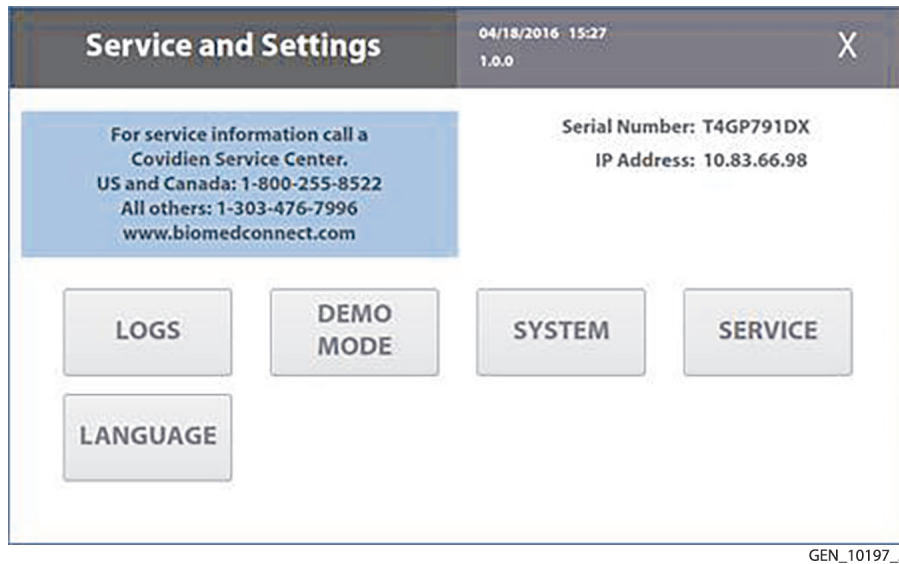 Service and Settings
04/18/2016 15:27
1.0.0
X
For service information call a
Covidien Service Center.
US and Canada: 1-800-255-8522
All others: 1-303-476-7996
www.biomedconnect.com
Serial Number: T4GP791DX
IP Address: 10.83.66.98
LOGS
DEMO
MODE
SYSTEM
SERVICE
LANGUAGE
GEN_10197_